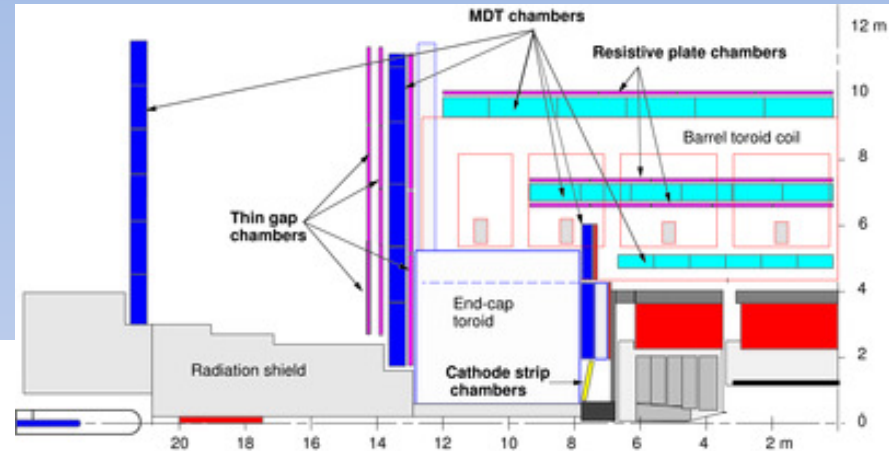 MDT chambers
12 m
Resistive plate chambers
10
Barrel toroid coil
8
Thin gap
chambers
6
End-cap
toroid
4
Radiation shield
Cathode strip
chambers
2
0
20 18 16 14 12 10 8 6 4 2 m